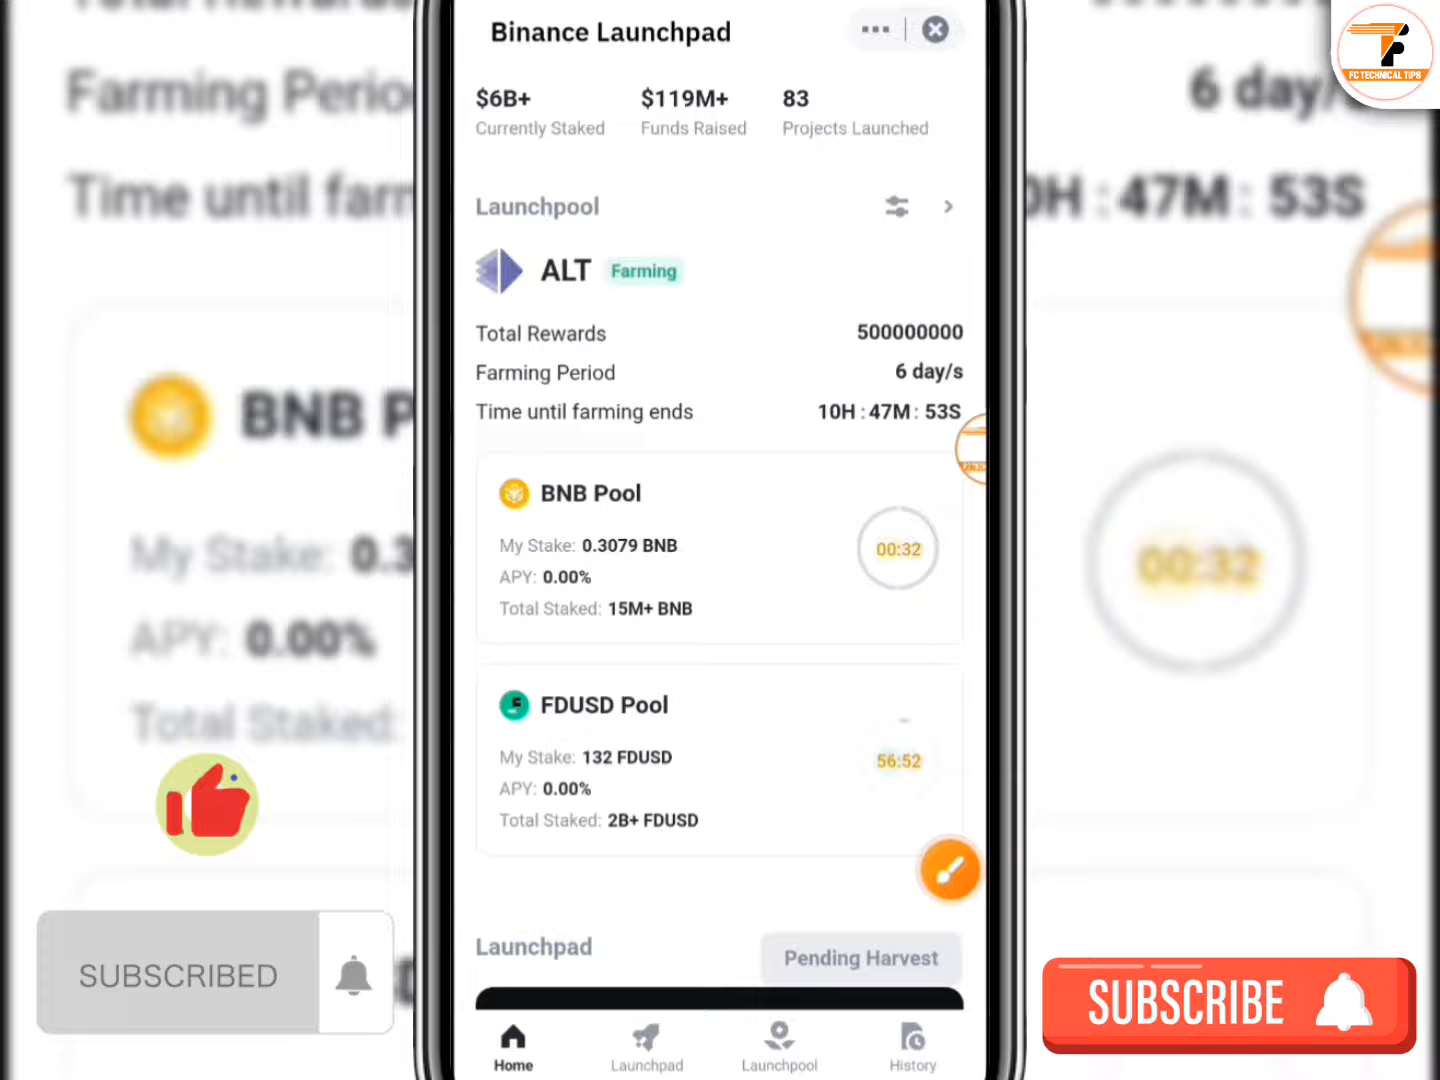 Binance Launchpad
$6B+ $119M+ 83
Currently Staked Funds Raised Projects Launched
Launchpool
ALT Farming
Total Rewards 500000000
Farming Period 6 day/s
Time until farming ends 10H : 47M : 53S
BNB Pool
My Stake: 0.3079 BNB
00:32
APY: 0.00%
Total Staked: 15M+ BNB
FDUSD Pool
My Stake: 132 FDUSD
56:52
APY: 0.00%
Total Staked: 2B+ FDUSD
Launchpad
Pending Harvest
Home Launchpad Launchpool History
FC TECHNICAL TIPS
Farming Perio
6 day/
Time until farm
0H : 47M : 53S
BNB P
My Stake: 0.3
00:32
APY: 0.00%
Total Staked:
SUBSCRIBED
SUBSCRIBE